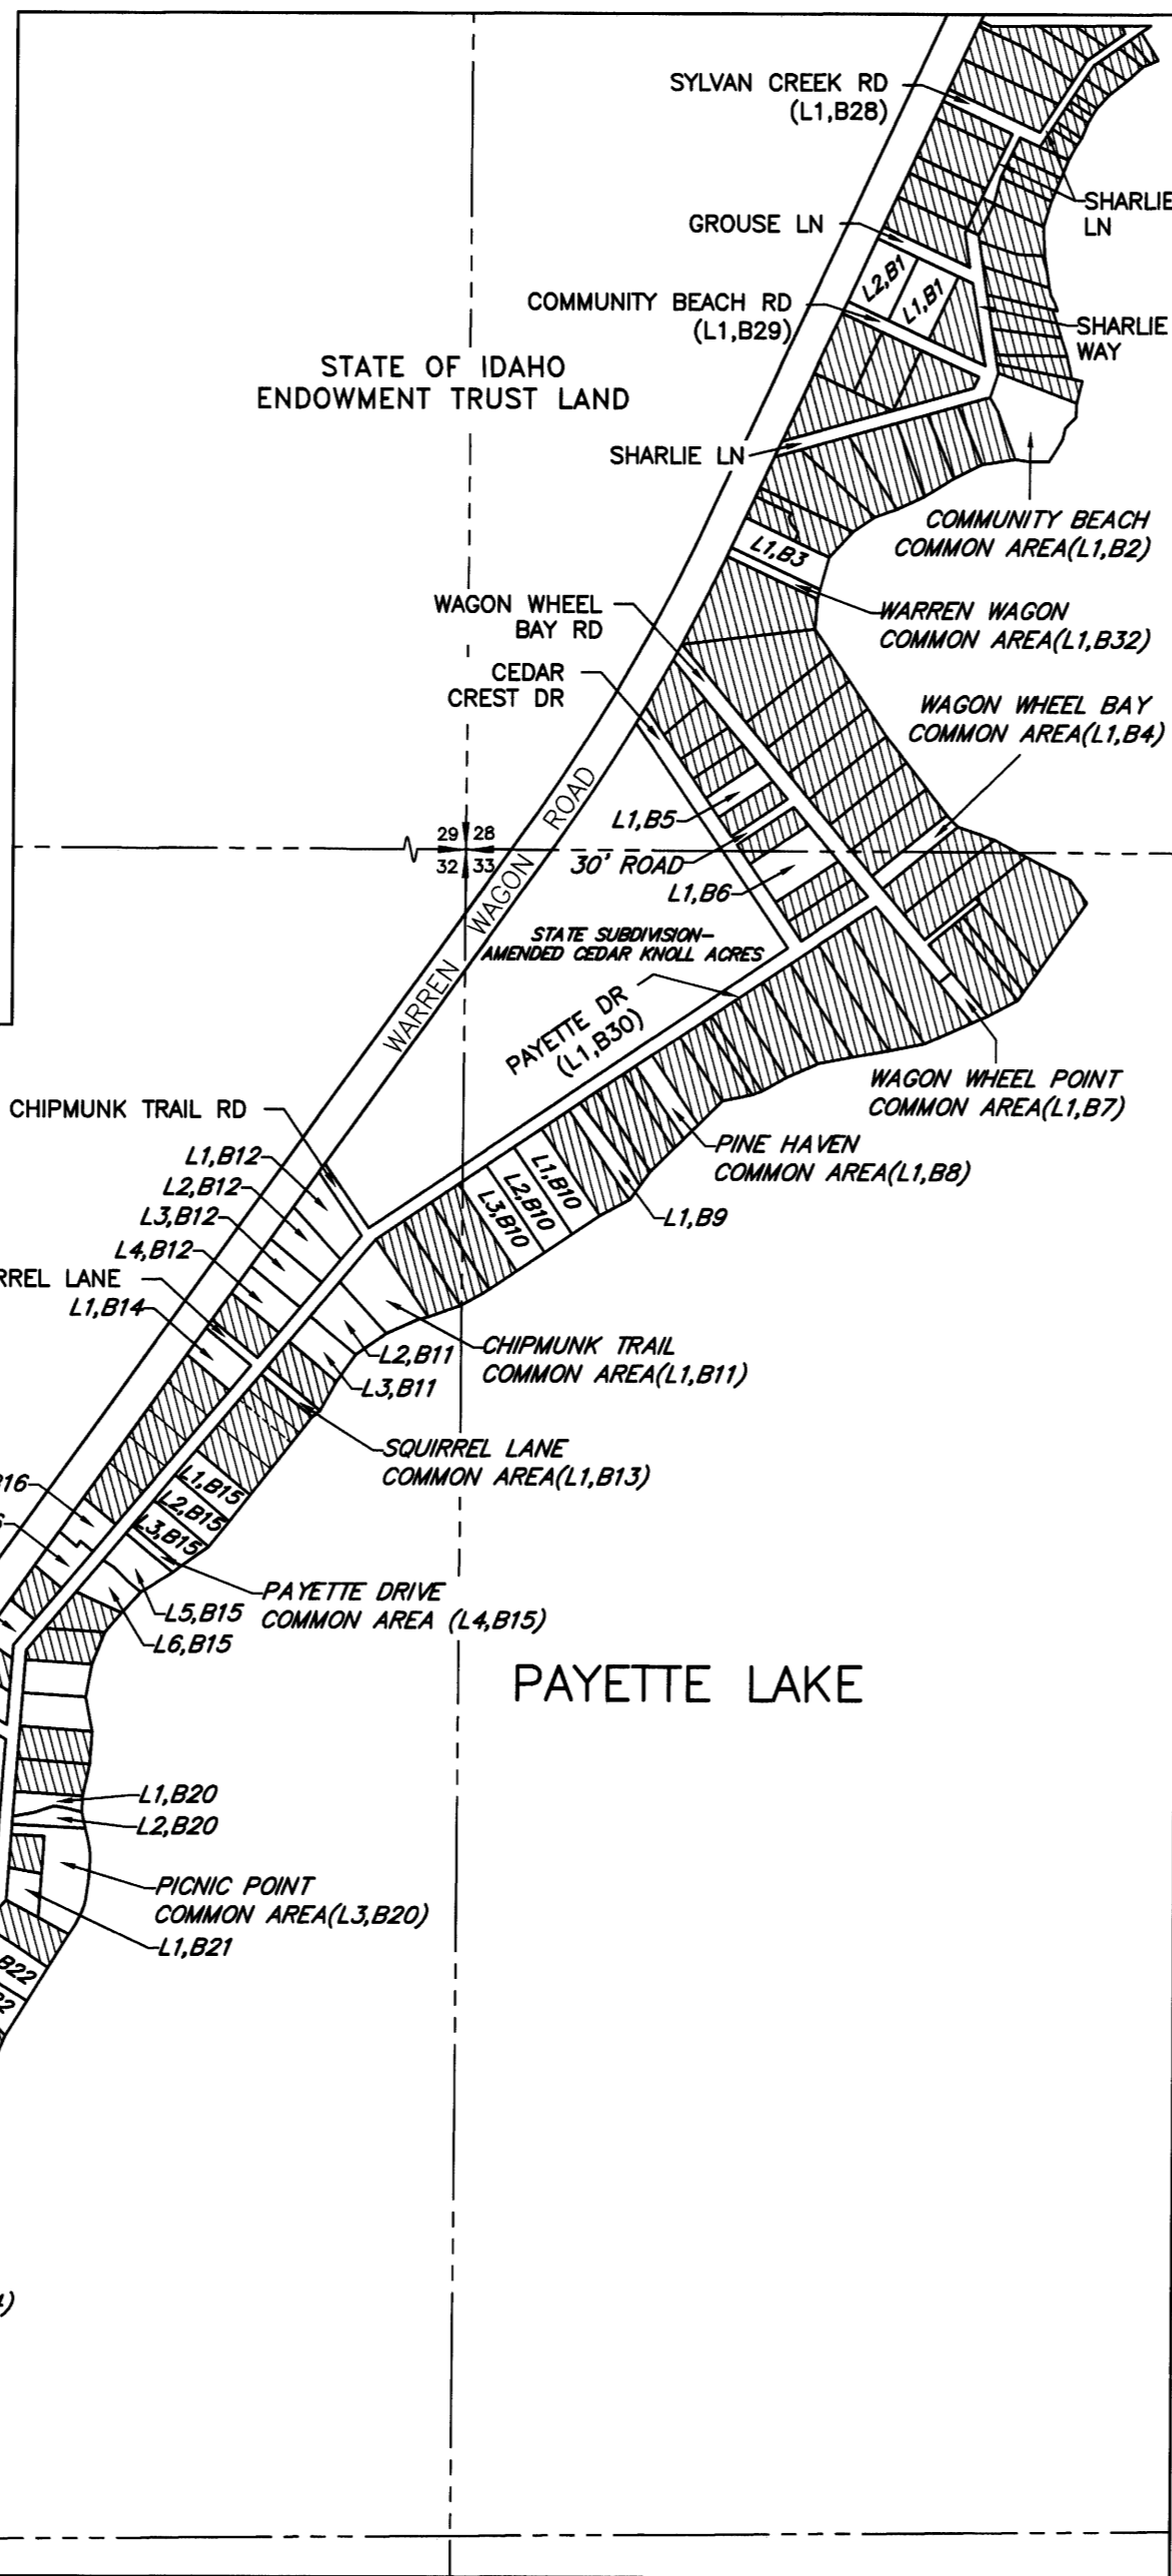 SYLVAN CREEK RD
(L1,B28)
SHARLIE
LN
GROUSE LN
L2,B1
L1,B1
COMMUNITY BEACH RD
(L1,B29)
SHARLIE
WAY
STATE OF IDAHO
ENDOWMENT TRUST LAND
SHARLIE LN
COMMUNITY BEACH
COMMON AREA(L1,B2)
L1,B3
WARREN WAGON
COMMON AREA(L1,B32)
WAGON WHEEL
BAY RD
CEDAR
CREST DR
WAGON WHEEL BAY
COMMON AREA(L1,B4)
WARREN WAGON ROAD
L1,B5
29 28
32 33
30' ROAD
L1,B6
STATE SUBDIVISION-
AMENDED CEDAR KNOLL ACRES
PAYETTE DR
(L1,B30)
WAGON WHEEL POINT
COMMON AREA(L1,B7)
CHIPMUNK TRAIL RD
PINE HAVEN
COMMON AREA(L1,B8)
L1,B12
L2,B12
L3,B12
L4,B12
L1,B10
L2,B10
L3,B10
L1,B9
RREL LANE
L1,B14
CHIPMUNK TRAIL
COMMON AREA(L1,B11)
L2,B11
L3,B11
SQUIRREL LANE
COMMON AREA(L1,B13)
L1,B15
L2,B15
L3,B15
16
PAYETTE DRIVE
COMMON AREA (L4,B15)
L5,B15
L6,B15
PAYETTE LAKE
L1,B20
L2,B20
PICNIC POINT
COMMON AREA(L3,B20)
L1,B21
B22